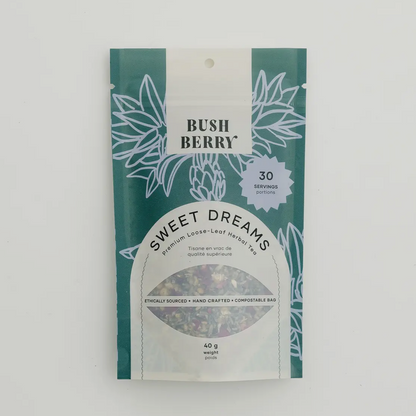 BUSH
BERRY
30
SERVINGS
portions
SWEET DREAMS
Premium Loose-Leaf Herbal Tea
Tisane en vrac de
qualité supérieure
ETHICALLY SOURCED • HAND CRAFTED • COMPOSTABLE BAG
40 g
weight
poids